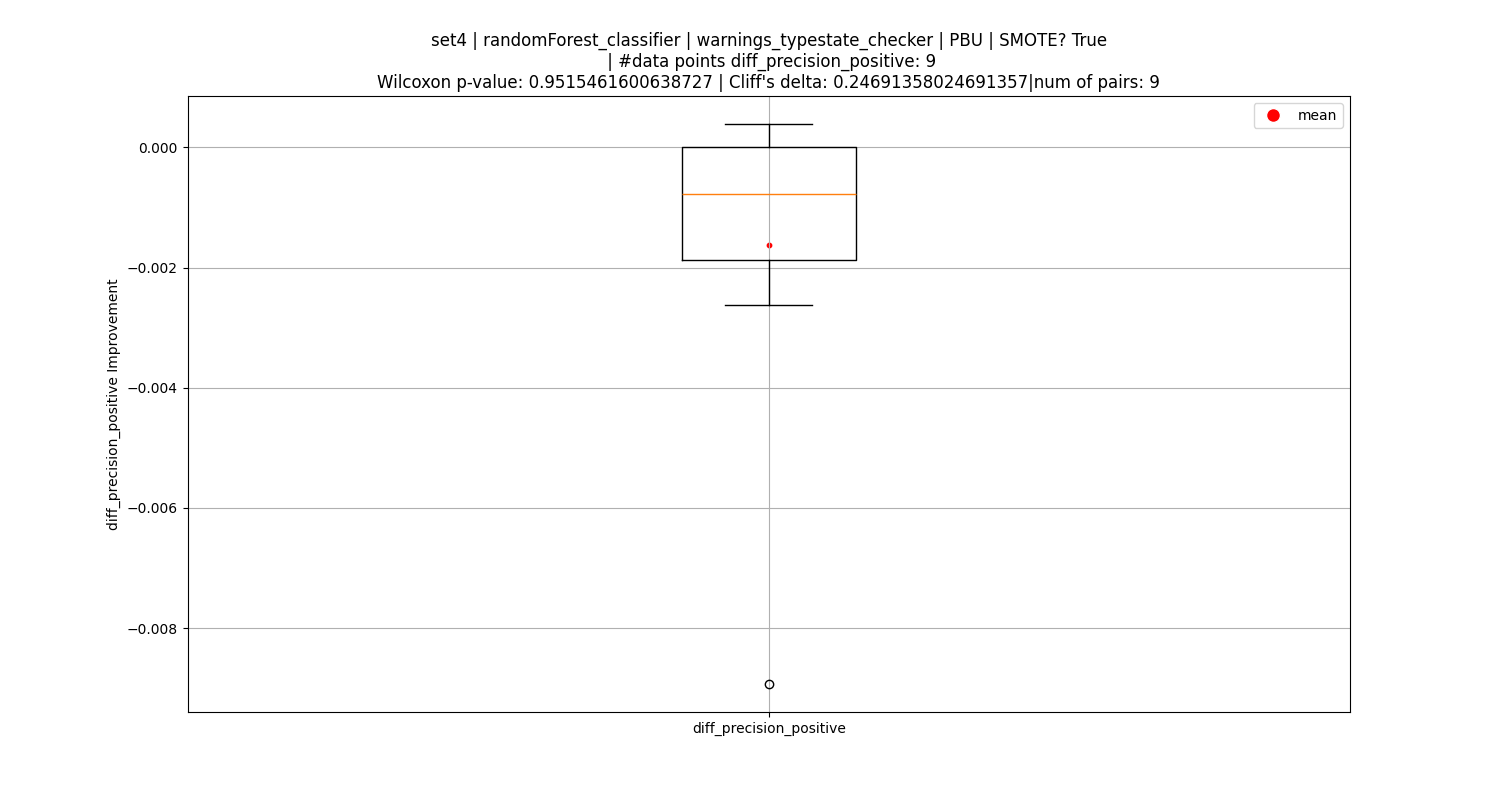 set4 | randomForest_classifier | warnings_typestate_checker | PBU | SMOTE? True
| #data points diff_precision_positive: 9
Wilcoxon p-value: 0.9515461600638727 | Cliff's delta: 0.24691358024691357|num of pairs: 9
mean
0.000
−0.002
−0.004
−0.006
−0.008
diff_precision_positive Improvement
diff_precision_positive